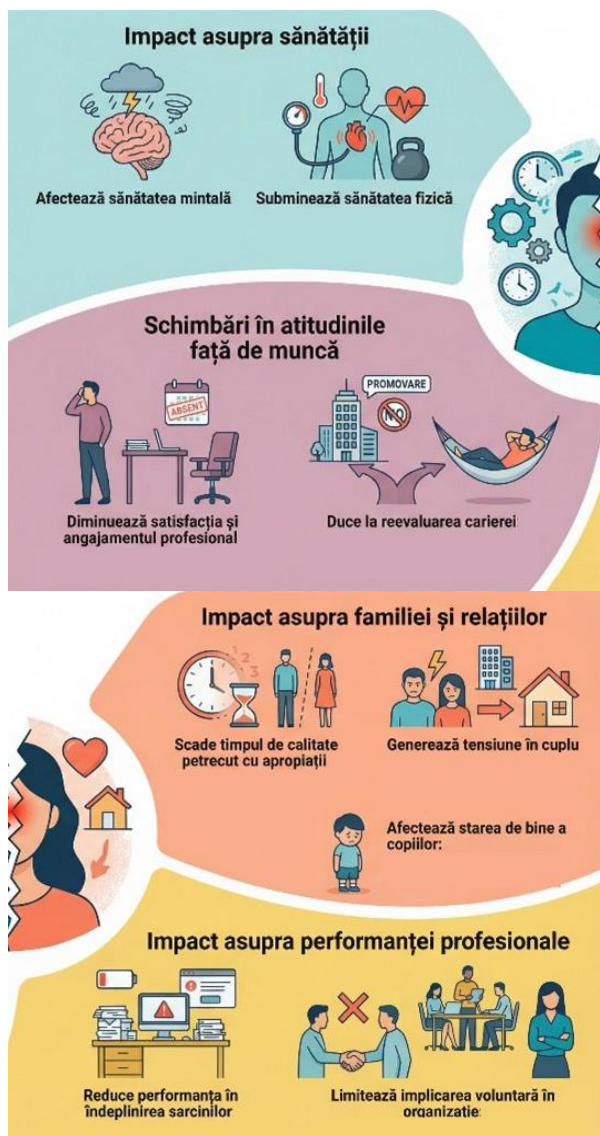 Impact asupra sănătății
Afectează sănătatea mintală
Subminează sănătatea fizică
Schimbări în atitudinile
față de muncă
ABSENT
PROMOVARE
NO
Diminuează satisfacția și
angajamentul profesional
Duce la reevaluarea carierei
Impact asupra familiei și relațiilor
1 2 3
Scade timpul de calitate
petrecut cu apropiații
Generează tensiune în cuplu
Afectează starea de bine a
copiilor:
Impact asupra performanței profesionale
Reduce performanța în
îndeplinirea sarcinilor
Limitează implicarea voluntară în
organizație: